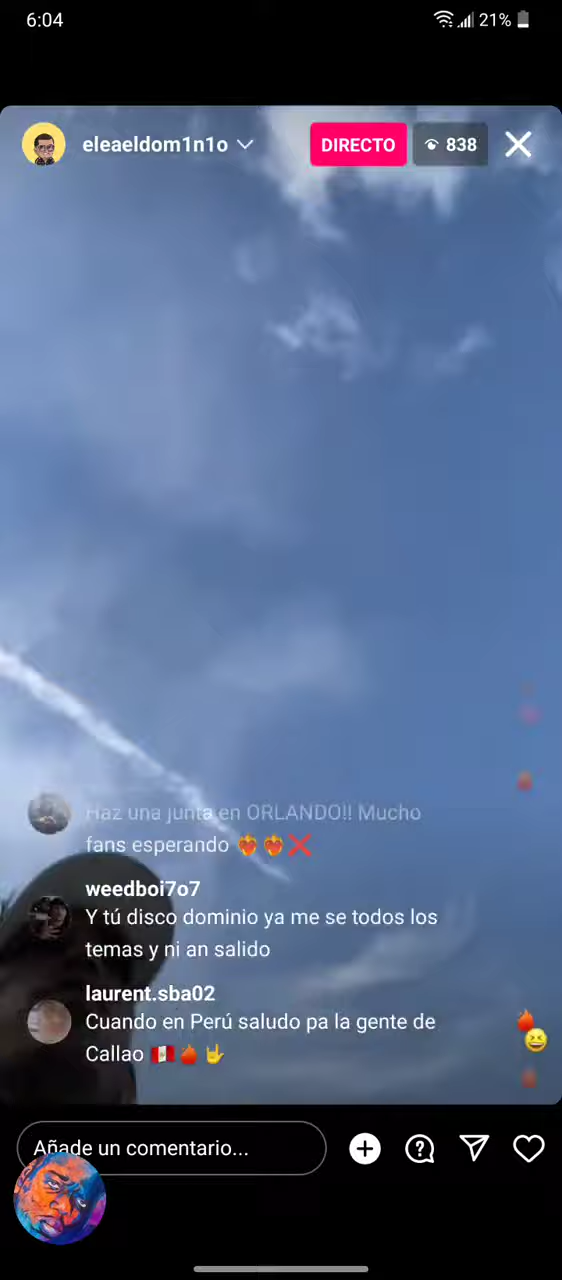 6:04
21%
eleaeldom1n1o
DIRECTO
838
Haz una junta en ORLANDO!! Mucho
fans esperando ❤️‍🔥❤️‍🔥❌
weedboi7o7
Y tú disco dominio ya me se todos los
temas y ni an salido
laurent.sba02
Cuando en Perú saludo pa la gente de
Callao 🇵🇪🔥🤟
Añade un comentario...